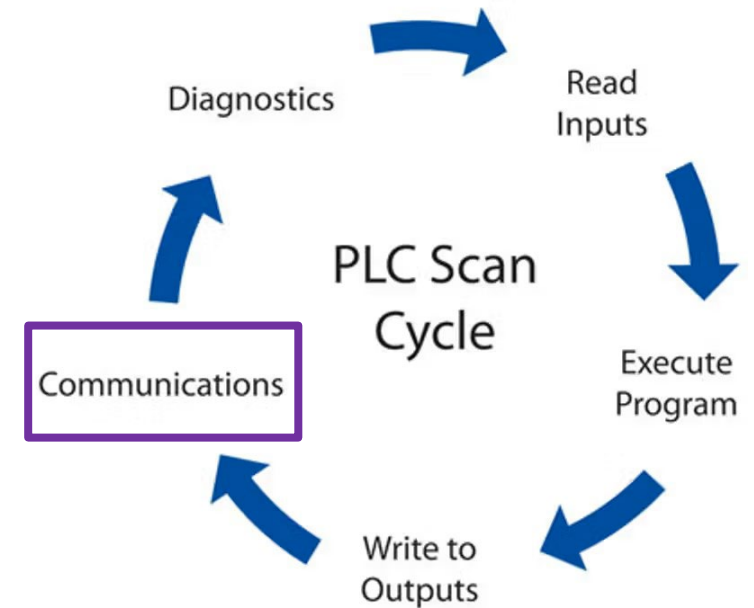 Diagnostics
Read
Inputs
PLC Scan
Cycle
Execute
Program
Communications
Write to
Outputs